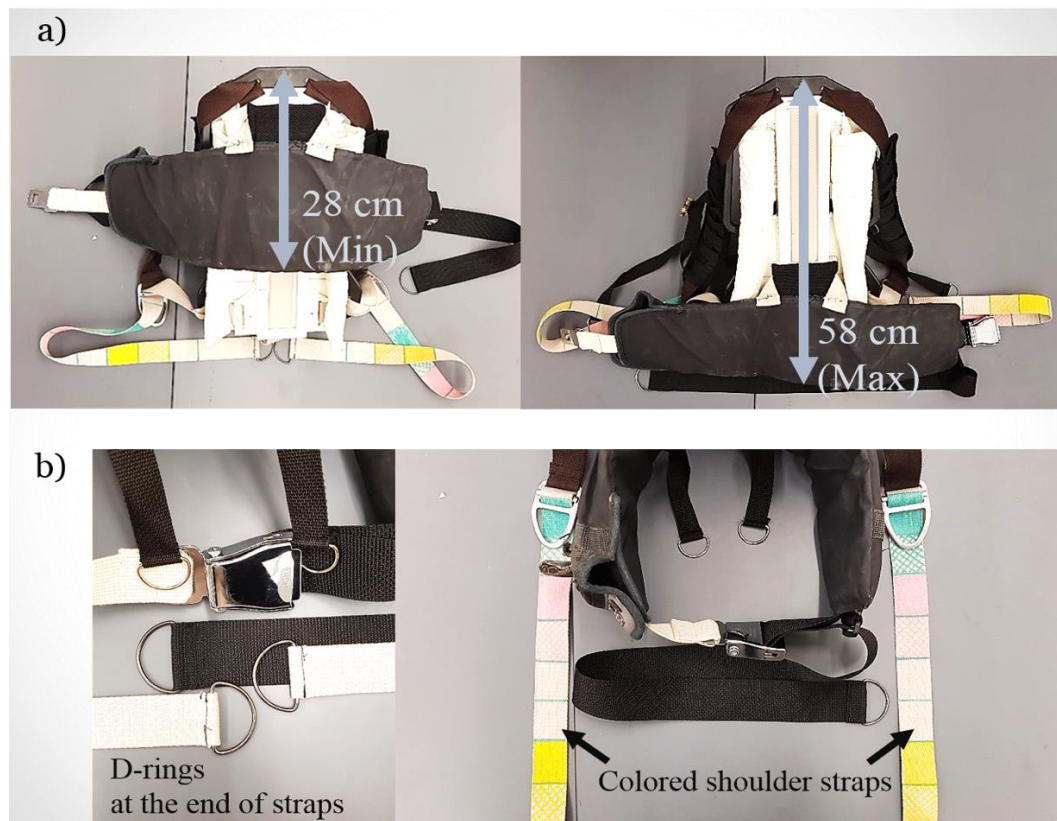 a)
28 cm
(Min)
58 cm
(Max)
b)
D-rings
at the end of straps
Colored shoulder straps